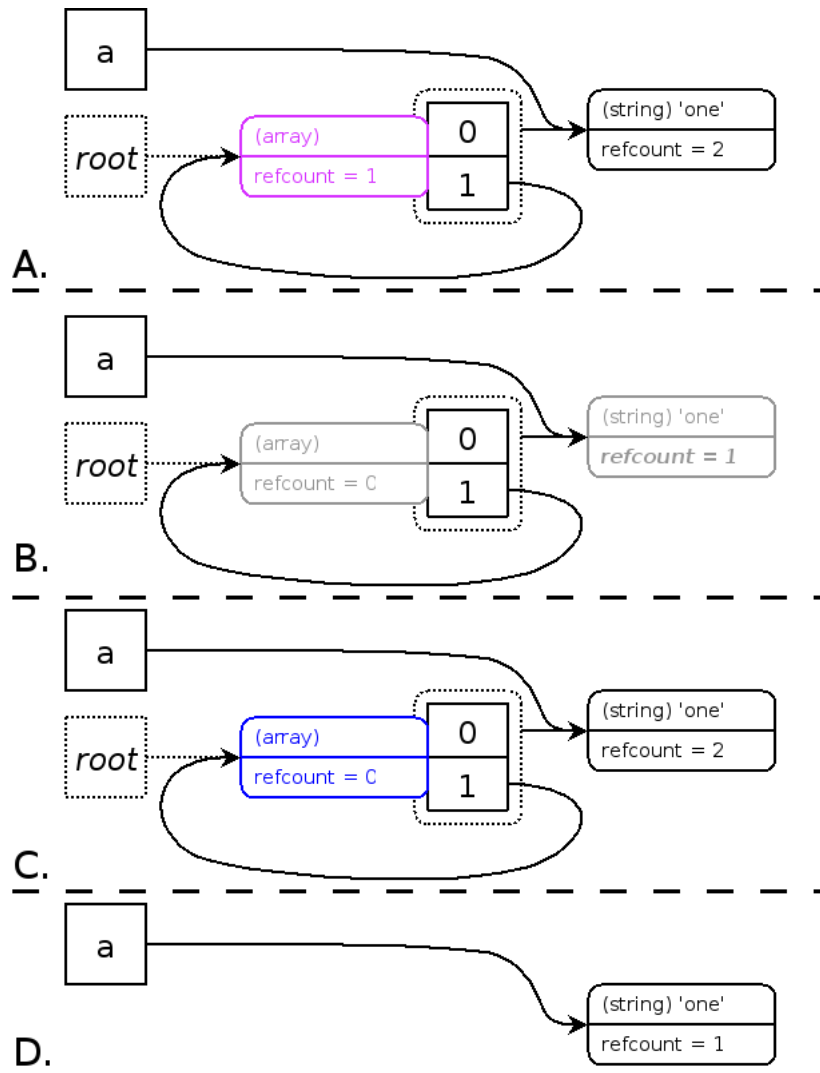 a
(string) 'one'
0
root
(array)
refcount = 2
refcount = 1
1
A.
a
(string) 'one'
0
root
(array)
refcount = 1
refcount = 0
1
B.
a
(string) 'one'
0
root
(array)
refcount = 2
refcount = 0
1
C.
a
(string) 'one'
refcount = 1
D.